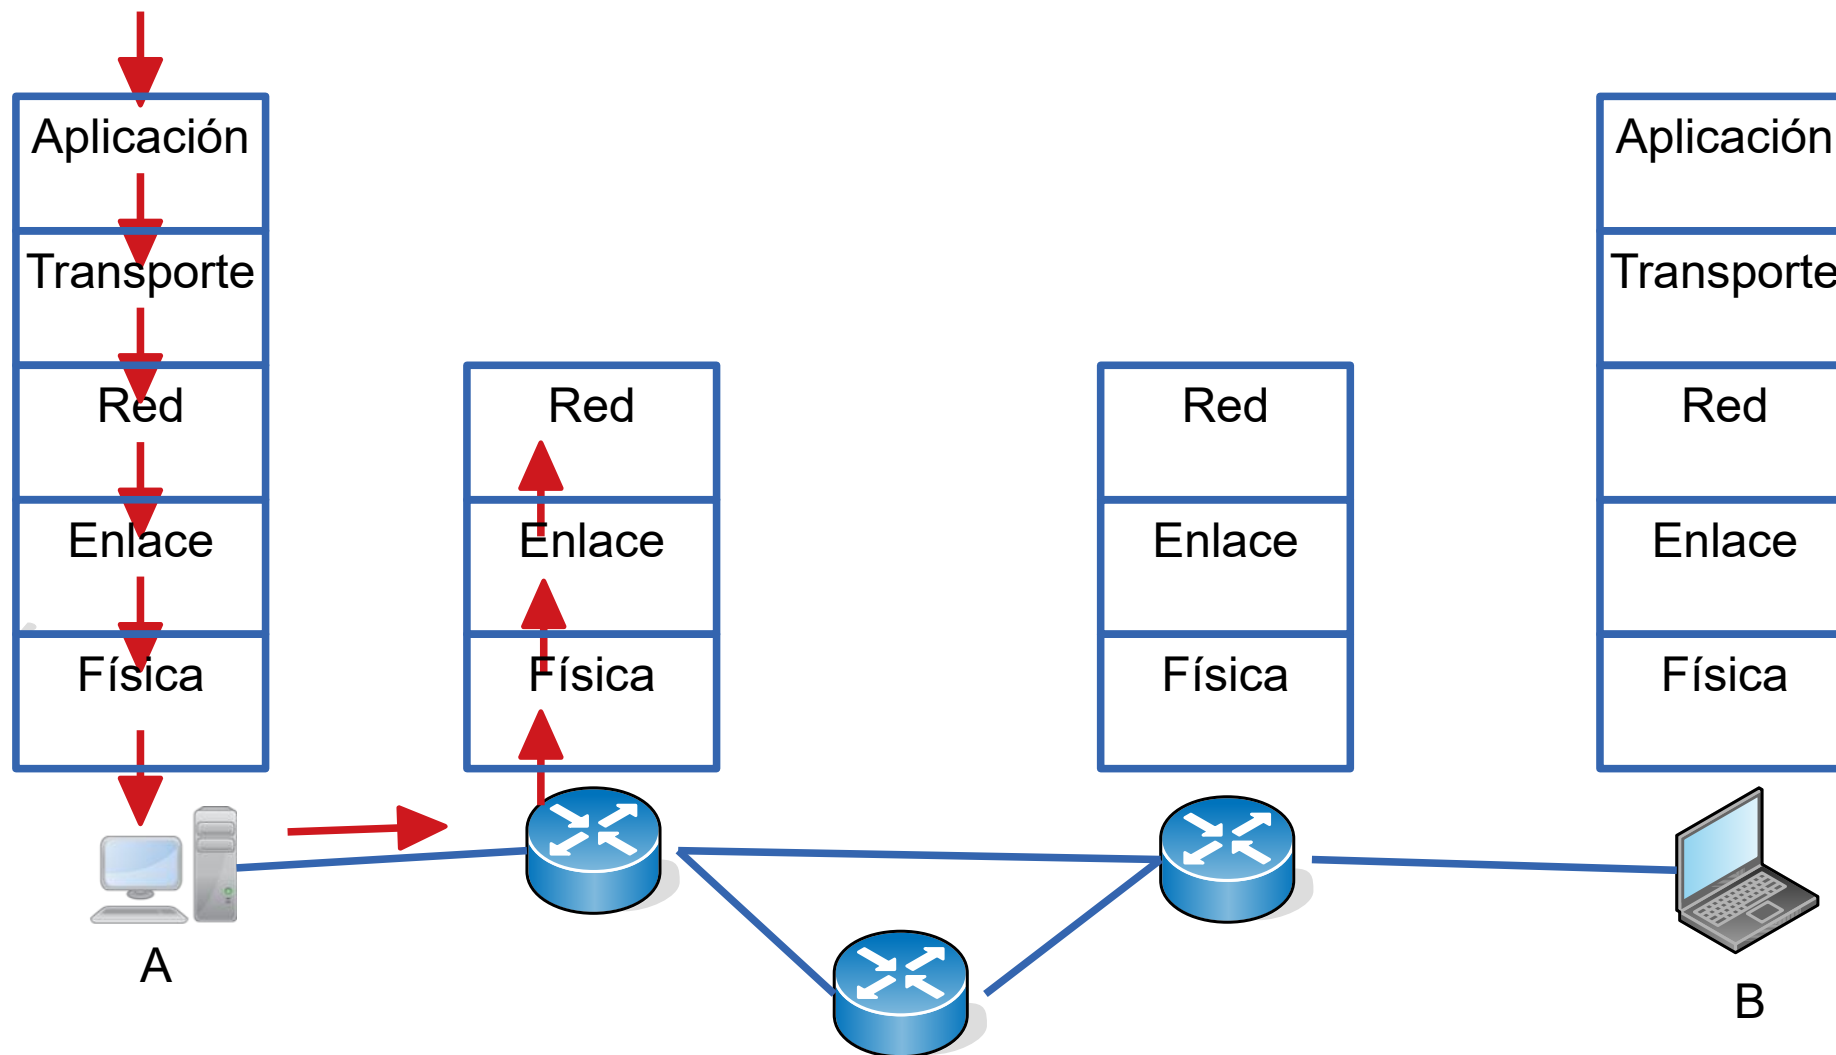 Aplicación
Transporte
Red
Enlace
Física
A
Red
Enlace
Física
Red
Enlace
Física
Aplicación
Transporte
Red
Enlace
Física
B